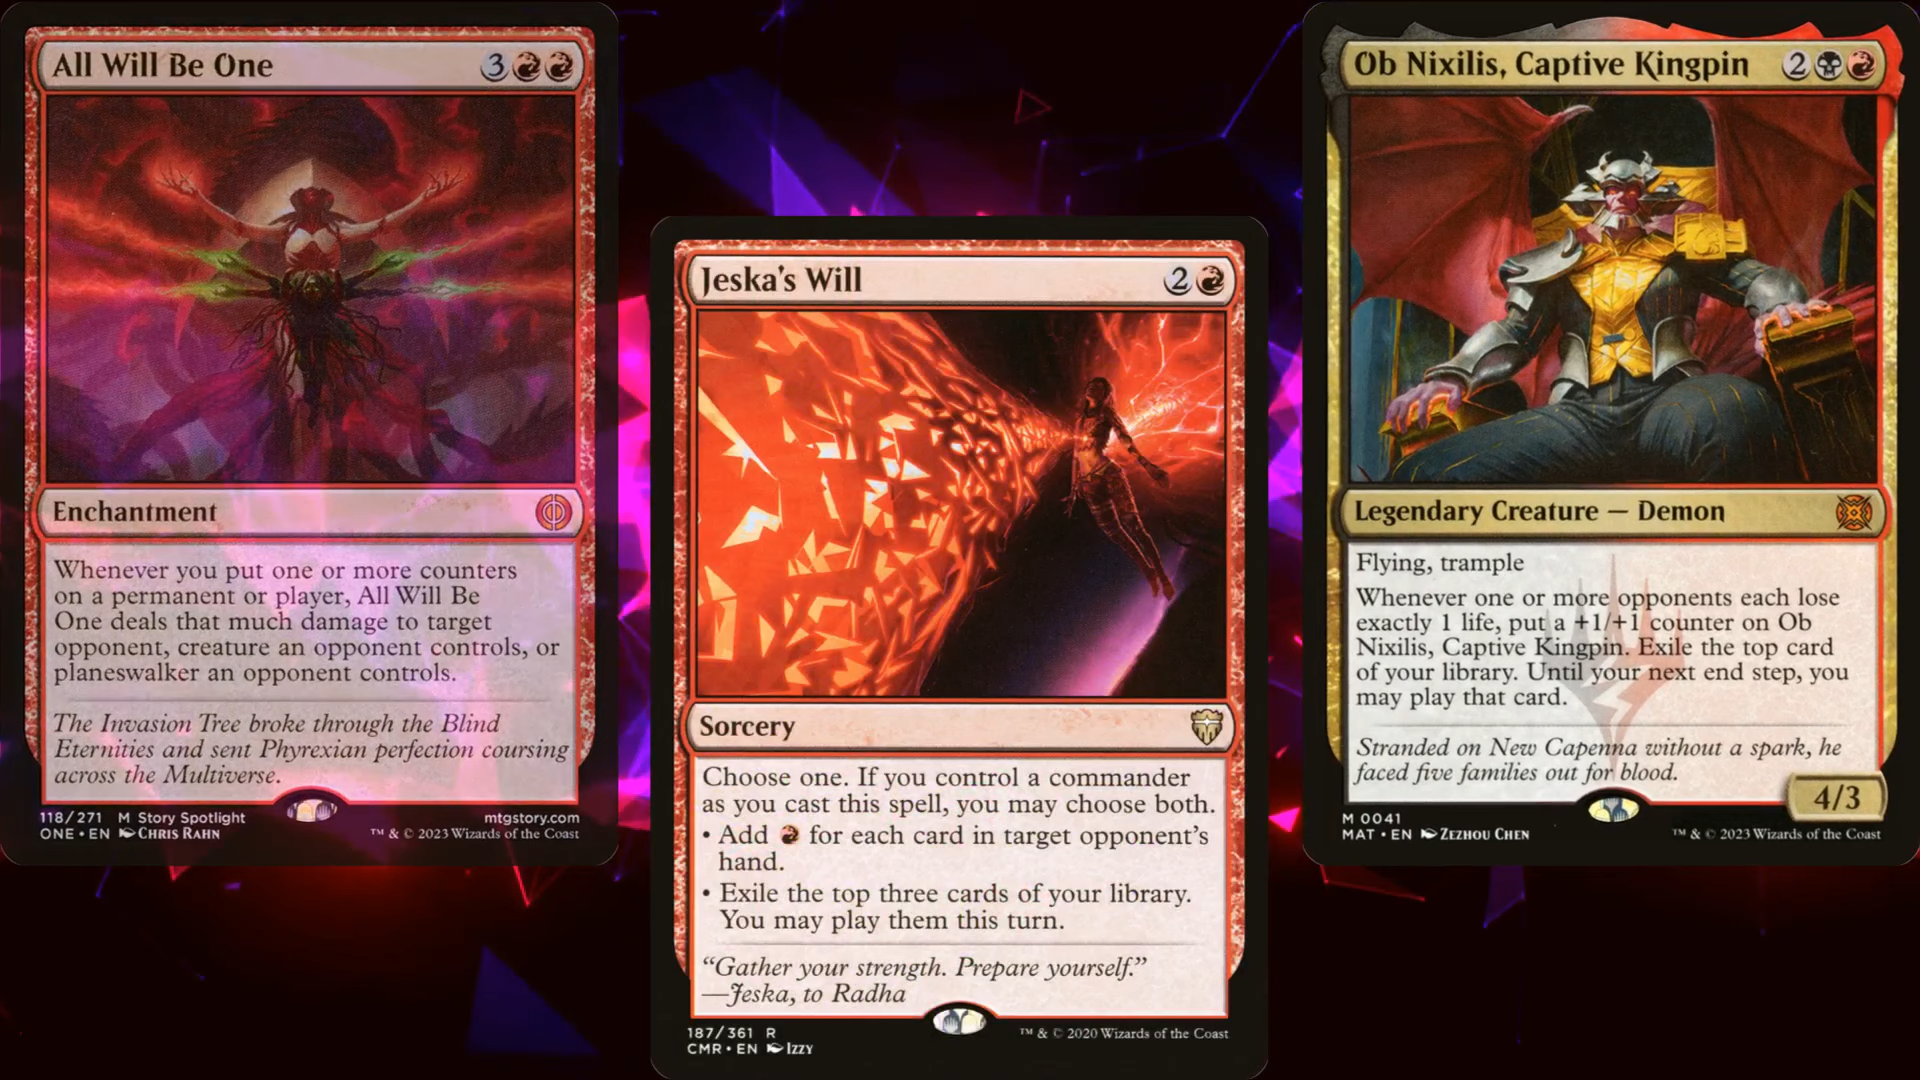 All Will Be One
3
Enchantment
Whenever you put one or more counters
on a permanent or player, All Will Be
One deals that much damage to target
opponent, creature an opponent controls, or
planeswalker an opponent controls.
The Invasion Tree broke through the Blind
Eternities and sent Phyrexian perfection coursing
across the Multiverse.
118/271 M Story Spotlight
mtgstory.com
ONE • EN Chris Rahn
™ & © 2023 Wizards of the Coast
Jeska's Will
2
Sorcery
Choose one. If you control a commander
as you cast this spell, you may choose both.
• Add for each card in target opponent's
hand.
• Exile the top three cards of your library.
You may play them this turn.
“Gather your strength. Prepare yourself.”
—Jeska, to Radha
187/361 R
CMR • EN Izzy
™ & © 2020 Wizards of the Coast
Ob Nixilis, Captive Kingpin
2
Legendary Creature — Demon
Flying, trample
Whenever one or more opponents each lose
exactly 1 life, put a +1/+1 counter on Ob
Nixilis, Captive Kingpin. Exile the top card
of your library. Until your next end step, you
may play that card.
Stranded on New Capenna without a spark, he
faced five families out for blood.
4/3
M 0041
MAT • EN Zezhou Chen
™ & © 2023 Wizards of the Coast